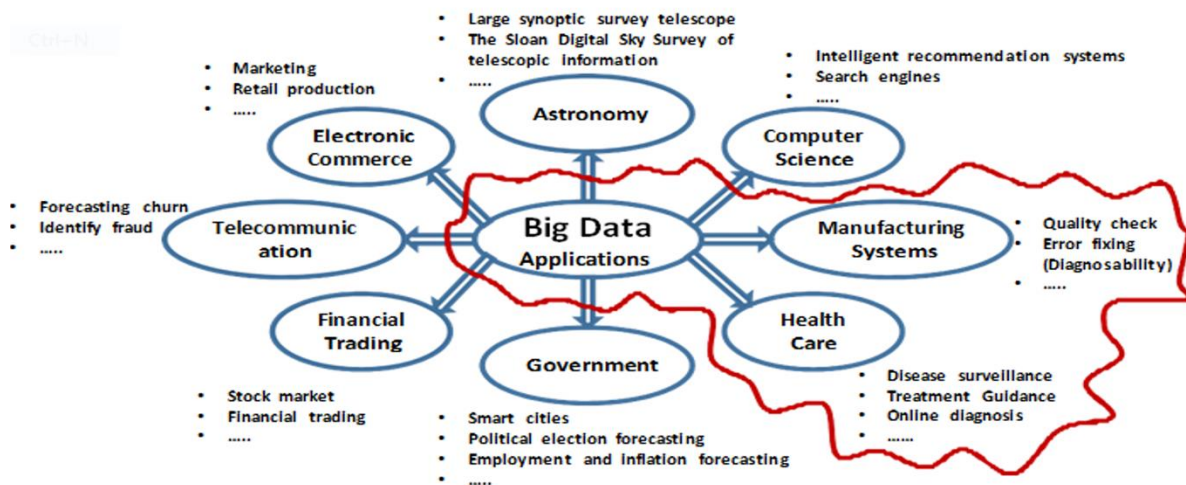 Ctrl+N
• Large synoptic survey telescope
• The Sloan Digital Sky Survey of
telescopic information
• .....
• Marketing
• Retail production
• .....
• Intelligent recommendation systems
• Search engines
• .....
Astronomy
Electronic
Commerce
Computer
Science
• Forecasting churn
• Identify fraud
• .....
Telecommunic
ation
Big Data
Applications
Manufacturing
Systems
• Quality check
• Error fixing
(Diagnosability)
• .....
Financial
Trading
Government
Health
Care
• Stock market
• Financial trading
• .....
• Smart cities
• Political election forecasting
• Employment and inflation forecasting
• .....
• Disease surveillance
• Treatment Guidance
• Online diagnosis
• ......